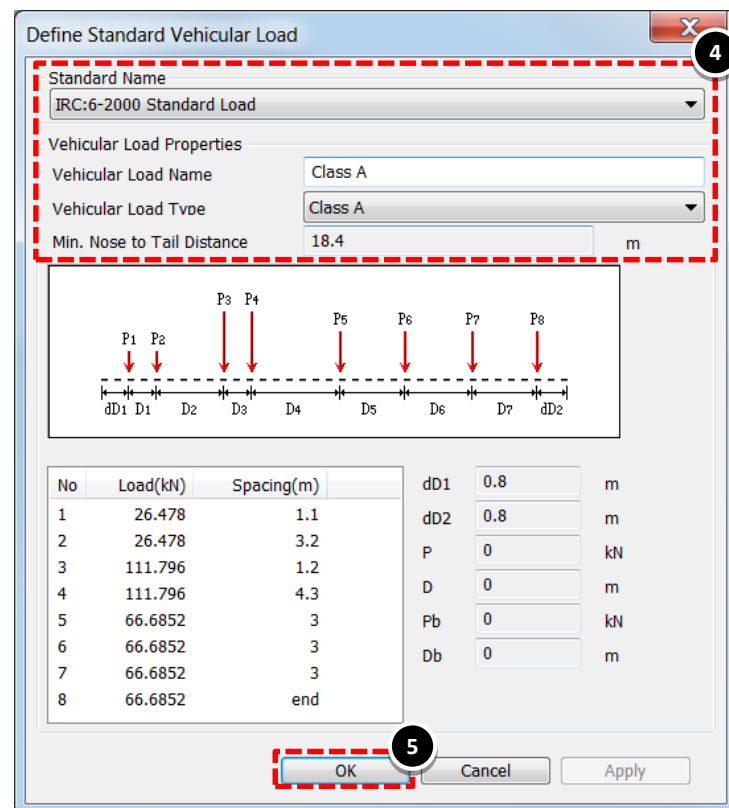 Define Standard Vehicular Load
X
4
Standard Name
IRC:6-2000 Standard Load
Vehicular Load Properties
Vehicular Load Name Class A
Vehicular Load Type Class A
Min. Nose to Tail Distance 18.4 m
P3 P4
P5 P6 P7 P8
P1 P2
dD1 D1 D2 D3 D4 D5 D6 D7 dD2
No Load(kN) Spacing(m)
1 26.478 1.1
2 26.478 3.2
3 111.796 1.2
4 111.796 4.3
5 66.6852 3
6 66.6852 3
7 66.6852 3
8 66.6852 end
dD1 0.8 m
dD2 0.8 m
P 0 kN
D 0 m
Pb 0 kN
Db 0 m
5
OK Cancel Apply